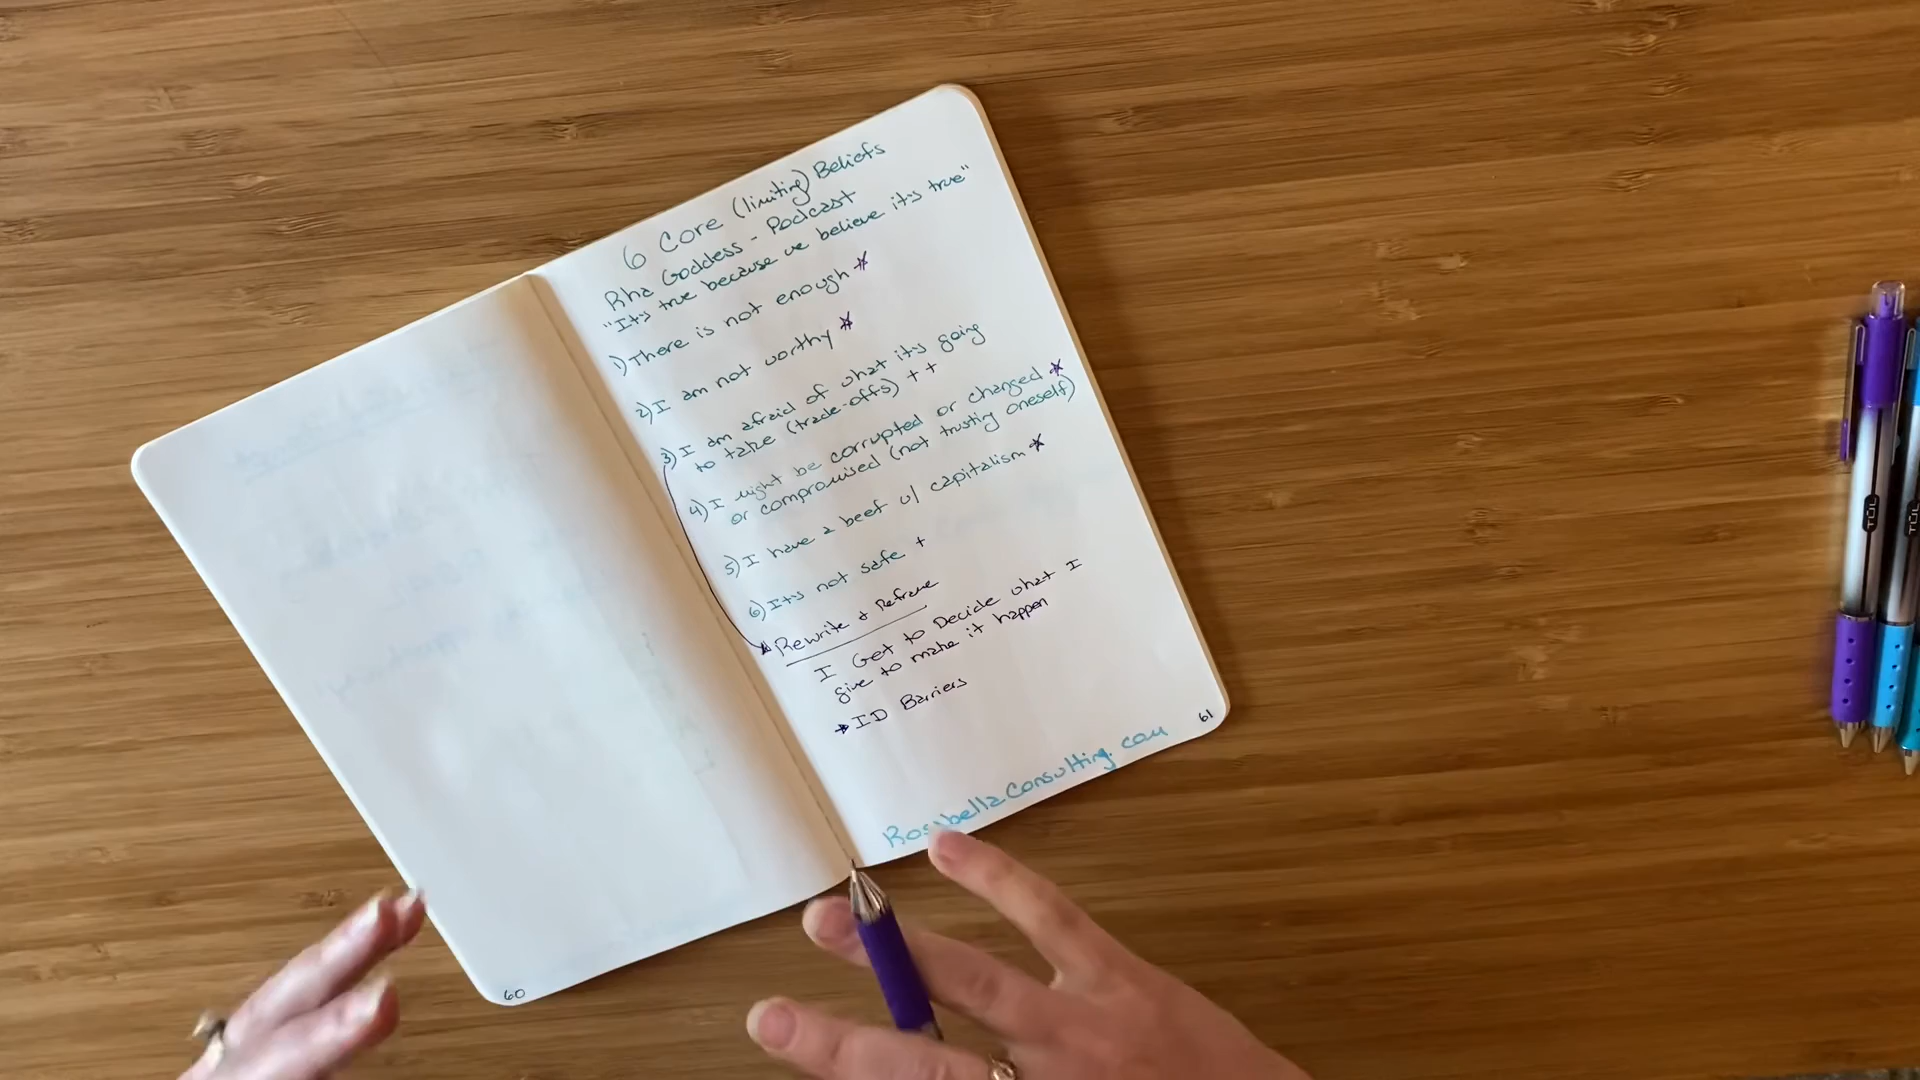 6 Core (limiting) Beliefs
Rha Goddess - Podcast
"It's true because we believe it's true"
1) There is not enough *
2) I am not worthy *
3) I am afraid of what it's going
to take (trade-offs) + +
4) I might be corrupted or changed *
or compromised (not trusting oneself)
5) I have a beef w/ capitalism *
6) It's not safe +
Rewrite + Reframe
I Get to Decide what I
give to make it happen
→ ID Barriers
RosabellaConsulting.com
60
61
TUL
TUL